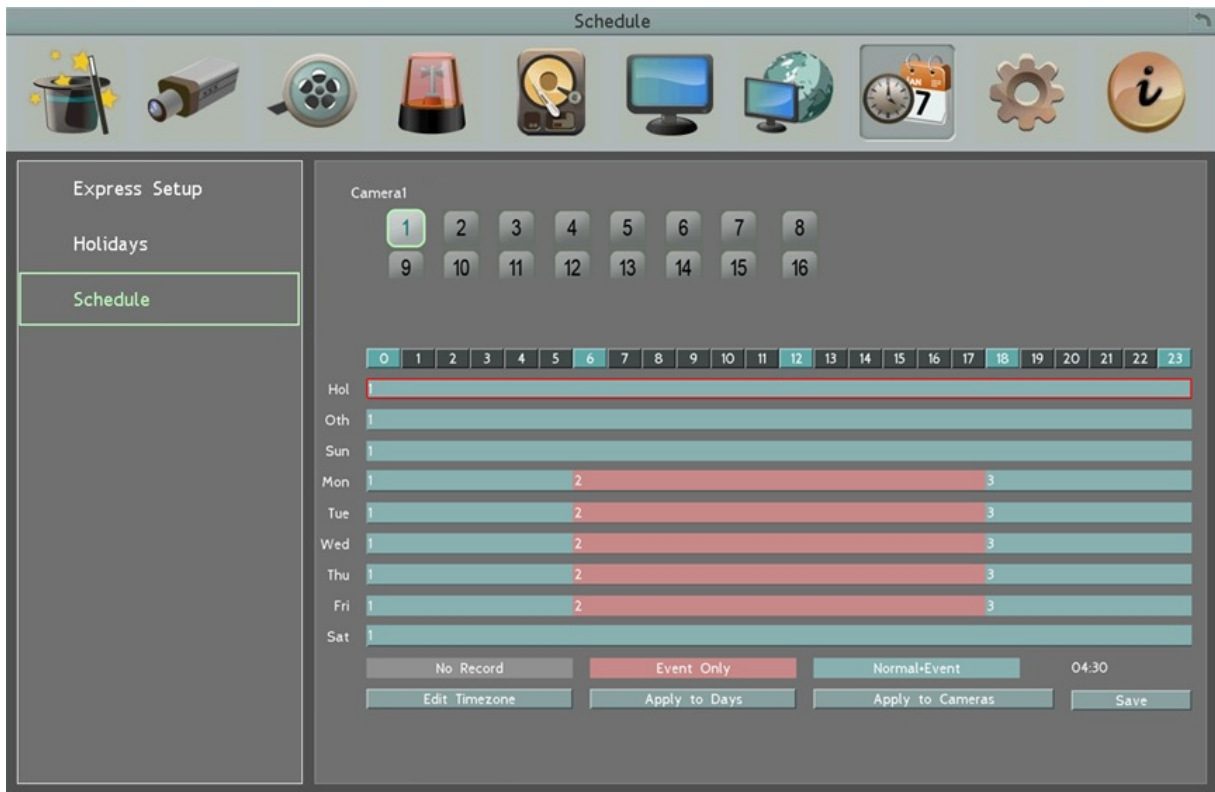 Schedule
JAN
7
i
Express Setup
Holidays
Schedule
Camera1
1 2 3 4 5 6 7 8
9 10 11 12 13 14 15 16
0 1 2 3 4 5 6 7 8 9 10 11 12 13 14 15 16 17 18 19 20 21 22 23
Hol 1
Oth 1
Sun 1
Mon 1 2 3
Tue 1 2 3
Wed 1 2 3
Thu 1 2 3
Fri 1 2 3
Sat 1
No Record Event Only Normal+Event 04:30
Edit Timezone Apply to Days Apply to Cameras Save